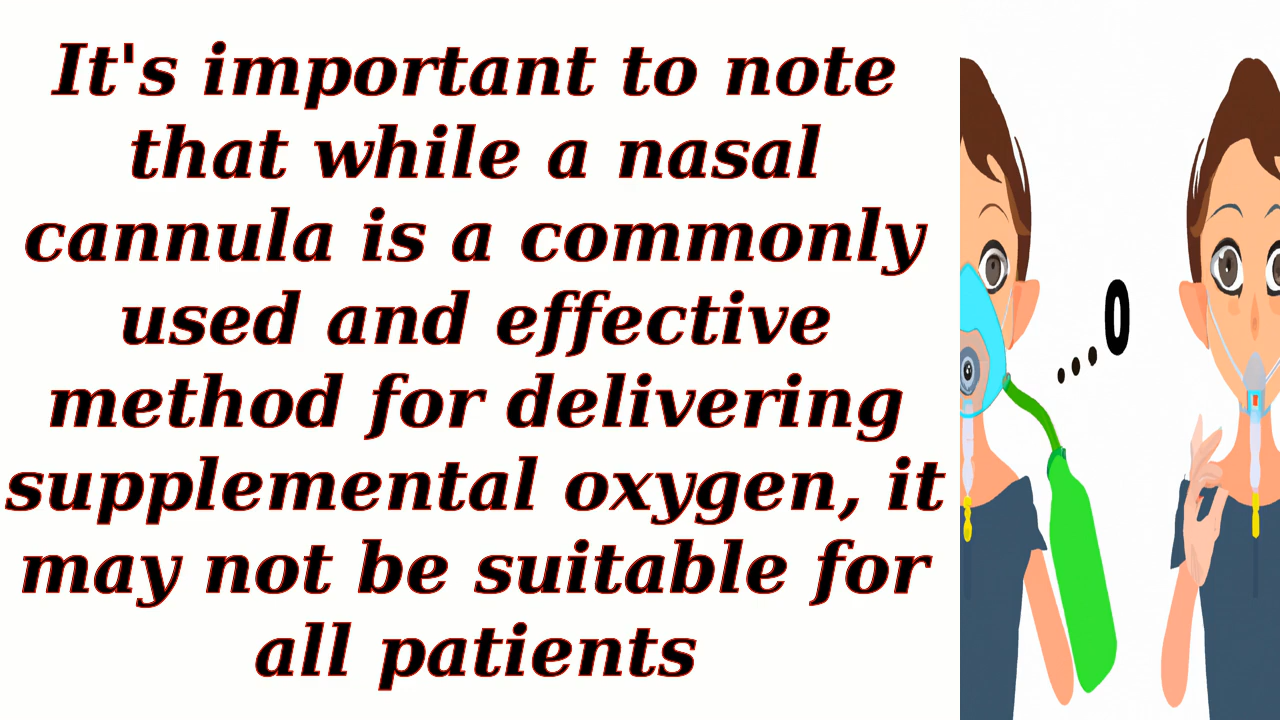 It's important to note
that while a nasal
cannula is a commonly
used and effective
method for delivering
supplemental oxygen, it
may not be suitable for
all patients
0